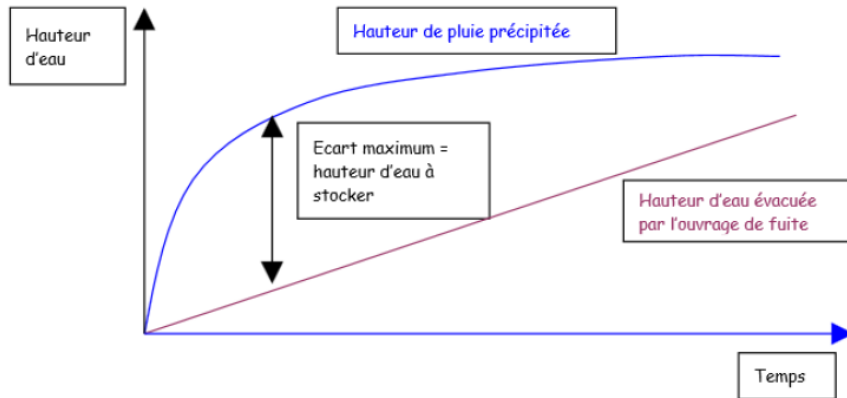 Hauteur
d'eau
Hauteur de pluie précipitée
Ecart maximum =
hauteur d'eau à
stocker
Hauteur d'eau évacuée
par l'ouvrage de fuite
Temps